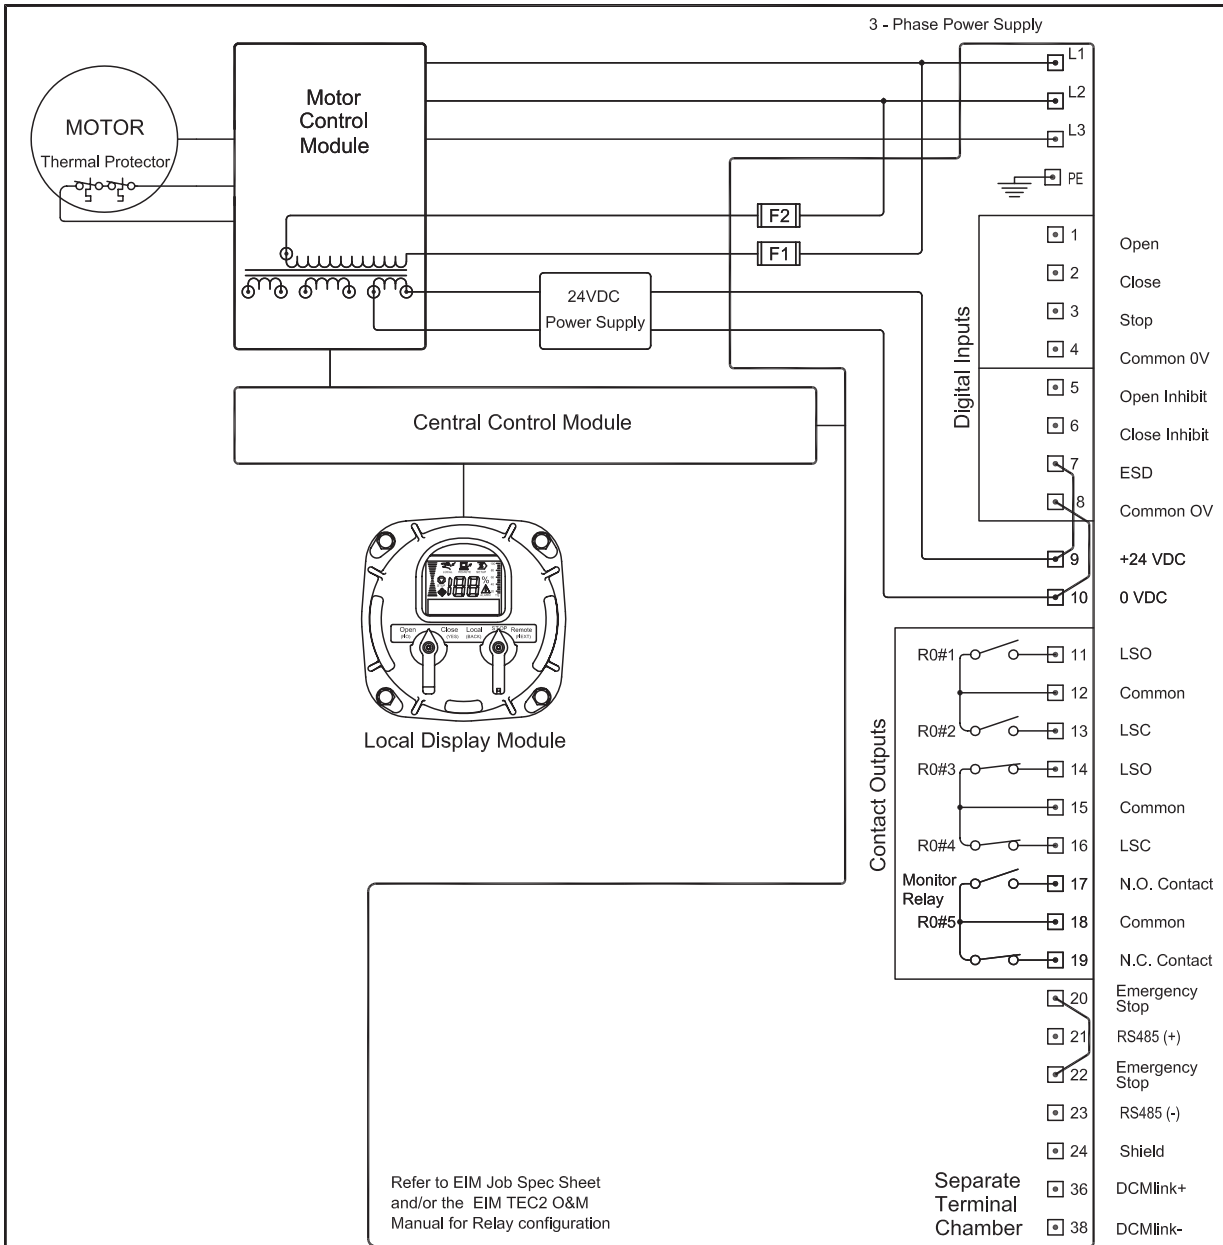 3 - Phase Power Supply
L1
L2
L3
PE
MOTOR
Thermal Protector
Motor
Control
Module
F2
F1
24VDC
Power Supply
Central Control Module
Open
(NO)
Close
(YES)
Local
(BACK)
STOP
Remote
(NEXT)
188
%
R
Local Display Module
Digital Inputs
1 Open
2 Close
3 Stop
4 Common 0V
5 Open Inhibit
6 Close Inhibit
7 ESD
8 Common OV
9 +24 VDC
10 0 VDC
Contact Outputs
R0#1 11 LSO
12 Common
R0#2 13 LSC
R0#3 14 LSO
15 Common
R0#4 16 LSC
Monitor
Relay
17 N.O. Contact
R0#5 18 Common
19 N.C. Contact
20 Emergency
Stop
21 RS485 (+)
22 Emergency
Stop
23 RS485 (-)
24 Shield
Separate
Terminal
Chamber
36 DCMlink+
38 DCMlink-
Refer to EIM Job Spec Sheet
and/or the EIM TEC2 O&M
Manual for Relay configuration